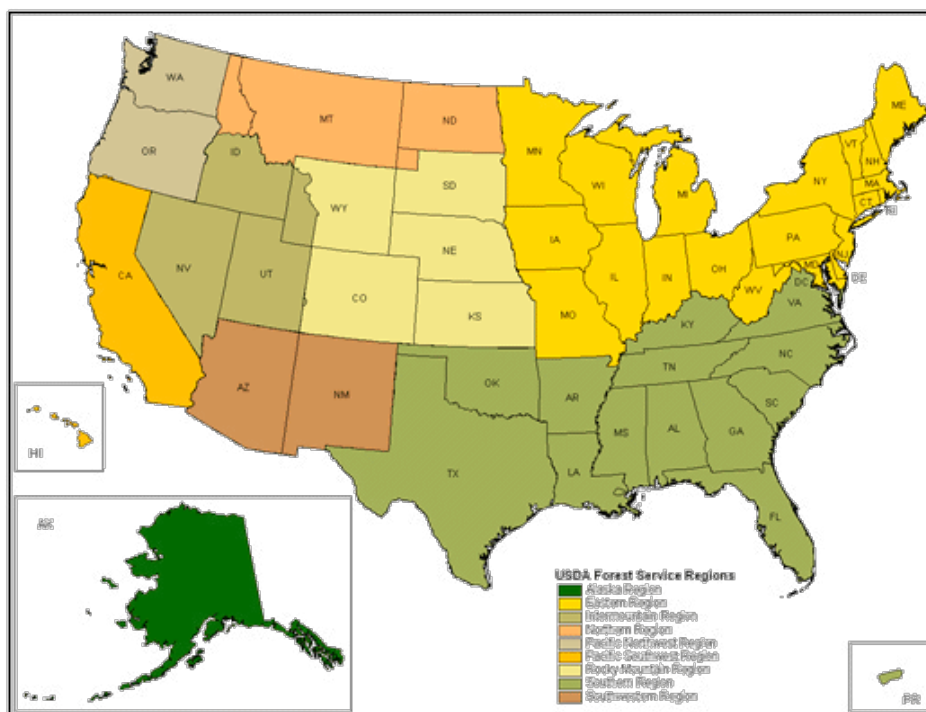 WA
OR
MT
ND
ID
SD
WY
NE
CA
NV
UT
CO
KS
AZ
NM
MN
WI
MI
IA
IL
IN
OH
MO
PA
NY
ME
VT
NH
MA
CT
RI
NJ
MD
DE
DC
WV
VA
KY
TN
NC
SC
OK
AR
MS
AL
GA
TX
LA
FL
HI
AK
PR
USDA Forest Service Regions
Alaska Region
Eastern Region
Intermountain Region
Northern Region
Pacific Northwest Region
Pacific Southwest Region
Rocky Mountain Region
Southern Region
Southwestern Region